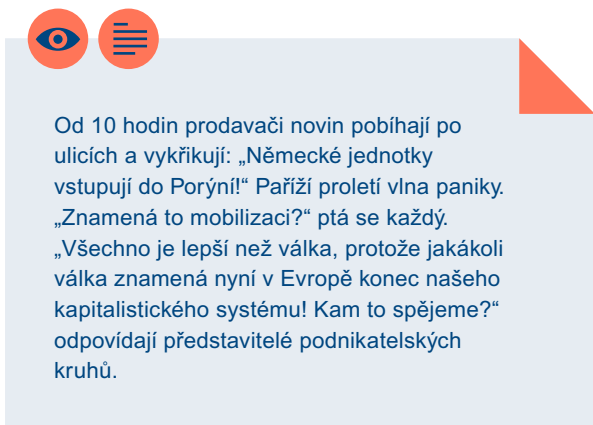 Od 10 hodin prodavači novin pobíhají po
ulicích a vykřikují: „Německé jednotky
vstupují do Porýní!“ Paříží proletí vlna paniky.
„Znamená to mobilizaci?“ ptá se každý.
„Všechno je lepší než válka, protože jakákoli
válka znamená nyní v Evropě konec našeho
kapitalistického systému! Kam to spějeme?“
odpovídají představitelé podnikatelských
kruhů.